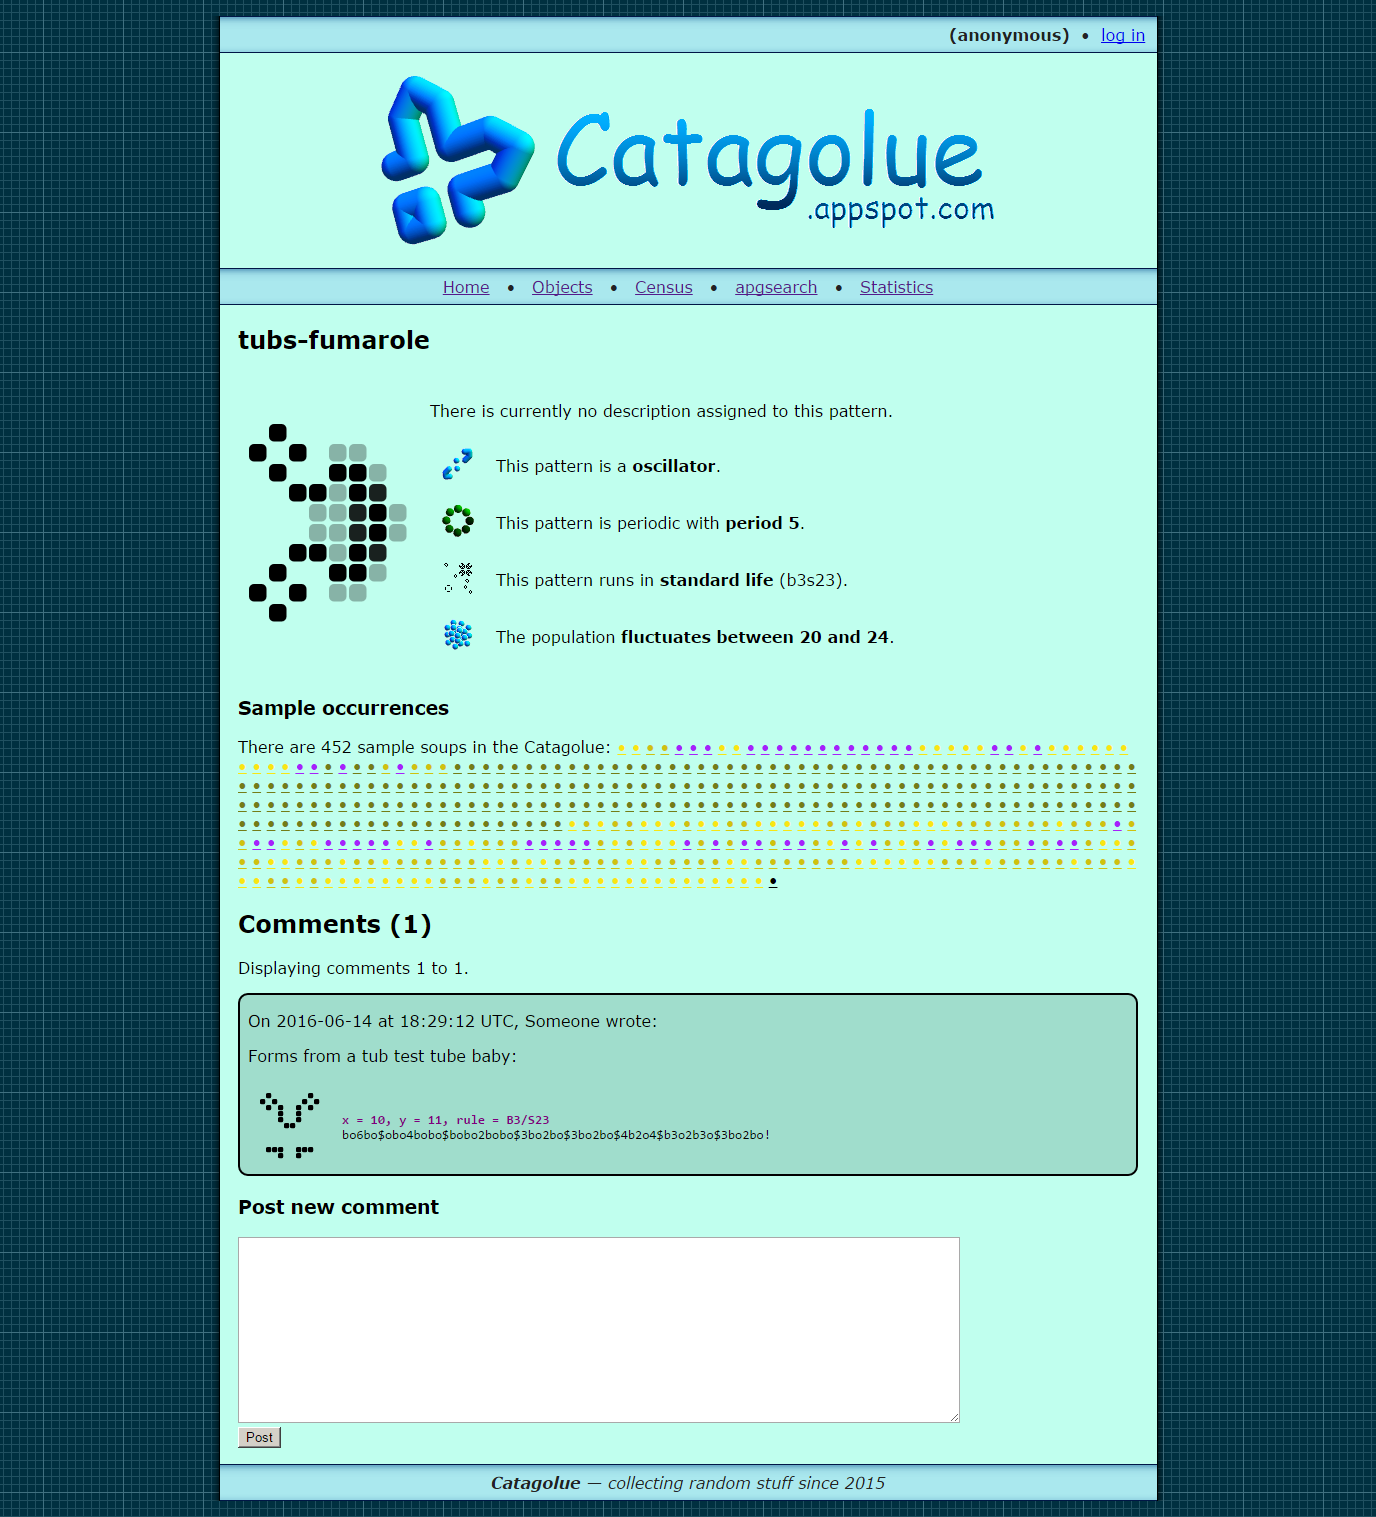 (anonymous) • log in
Catagolue
.appspot.com
Home • Objects • Census • apgsearch • Statistics
tubs-fumarole
There is currently no description assigned to this pattern.
This pattern is a oscillator.
This pattern is periodic with period 5.
This pattern runs in standard life (b3s23).
The population fluctuates between 20 and 24.
Sample occurrences
There are 452 sample soups in the Catagolue:
Comments (1)
Displaying comments 1 to 1.
On 2016-06-14 at 18:29:12 UTC, Someone wrote:
Forms from a tub test tube baby:
x = 10, y = 11, rule = B3/S23
bo6bo$obo4bobo$bobo2bobo$3bo2bo$3bo2bo$4b2o4$b3o2b3o$3bo2bo!
Post new comment
Post
Catagolue — collecting random stuff since 2015